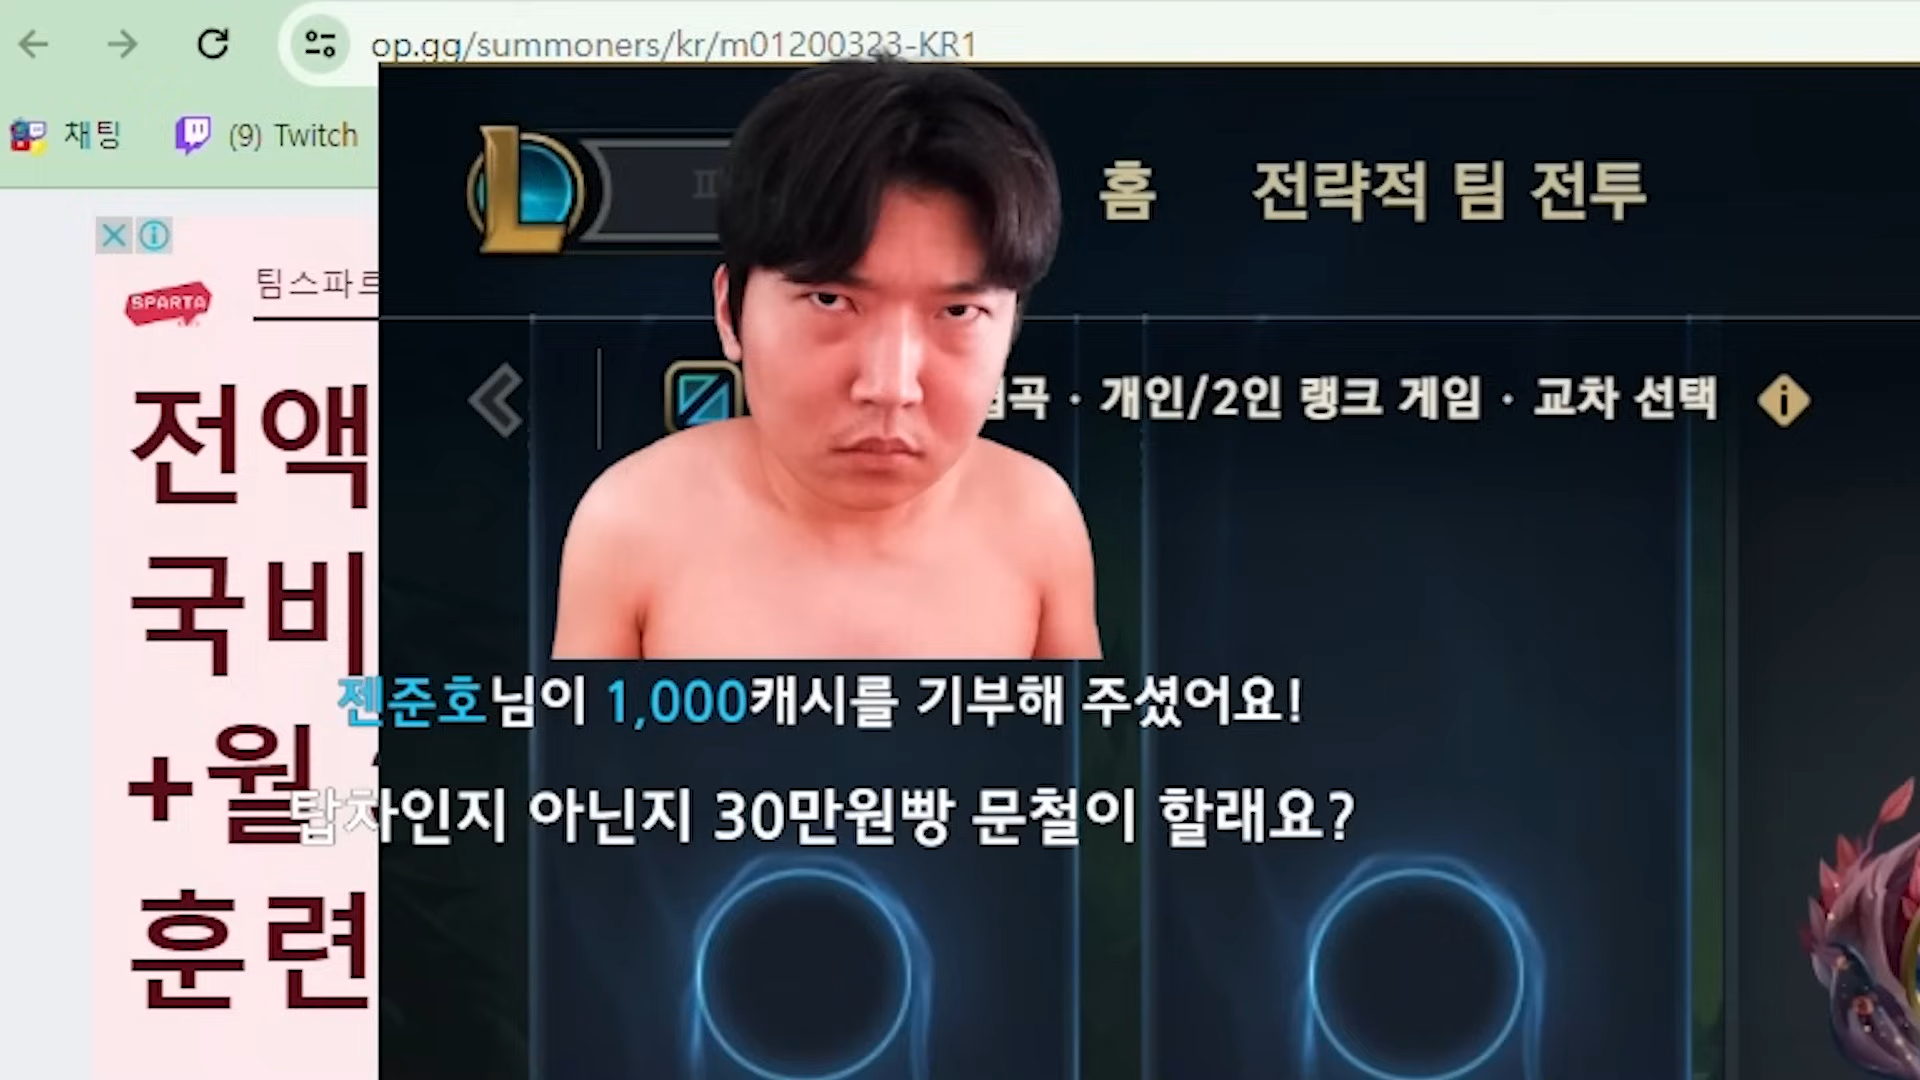 op.gg/summoners/kr/m01200323-KR1
채팅
(9) Twitch
홈
전략적 팀 전투
SPARTA
팀스파르
협곡 · 개인/2인 랭크 게임 · 교차 선택
전액
국비
+월
훈련
젠준호님이 1,000캐시를 기부해 주셨어요!
탑차인지 아닌지 30만원빵 문철이 할래요?